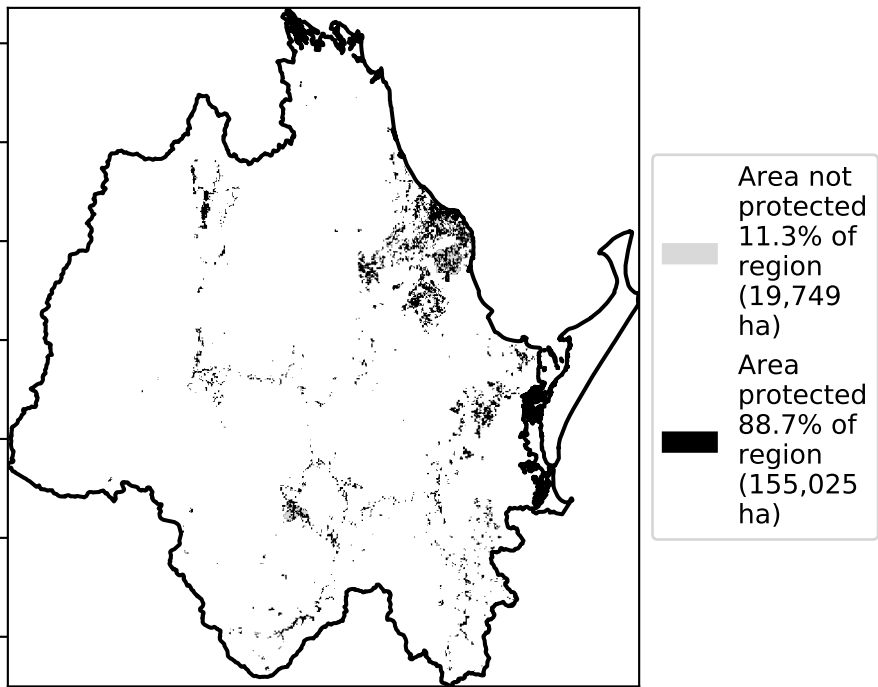 Area not
protected
11.3% of
region
(19,749
ha)
Area
protected
88.7% of
region
(155,025
ha)